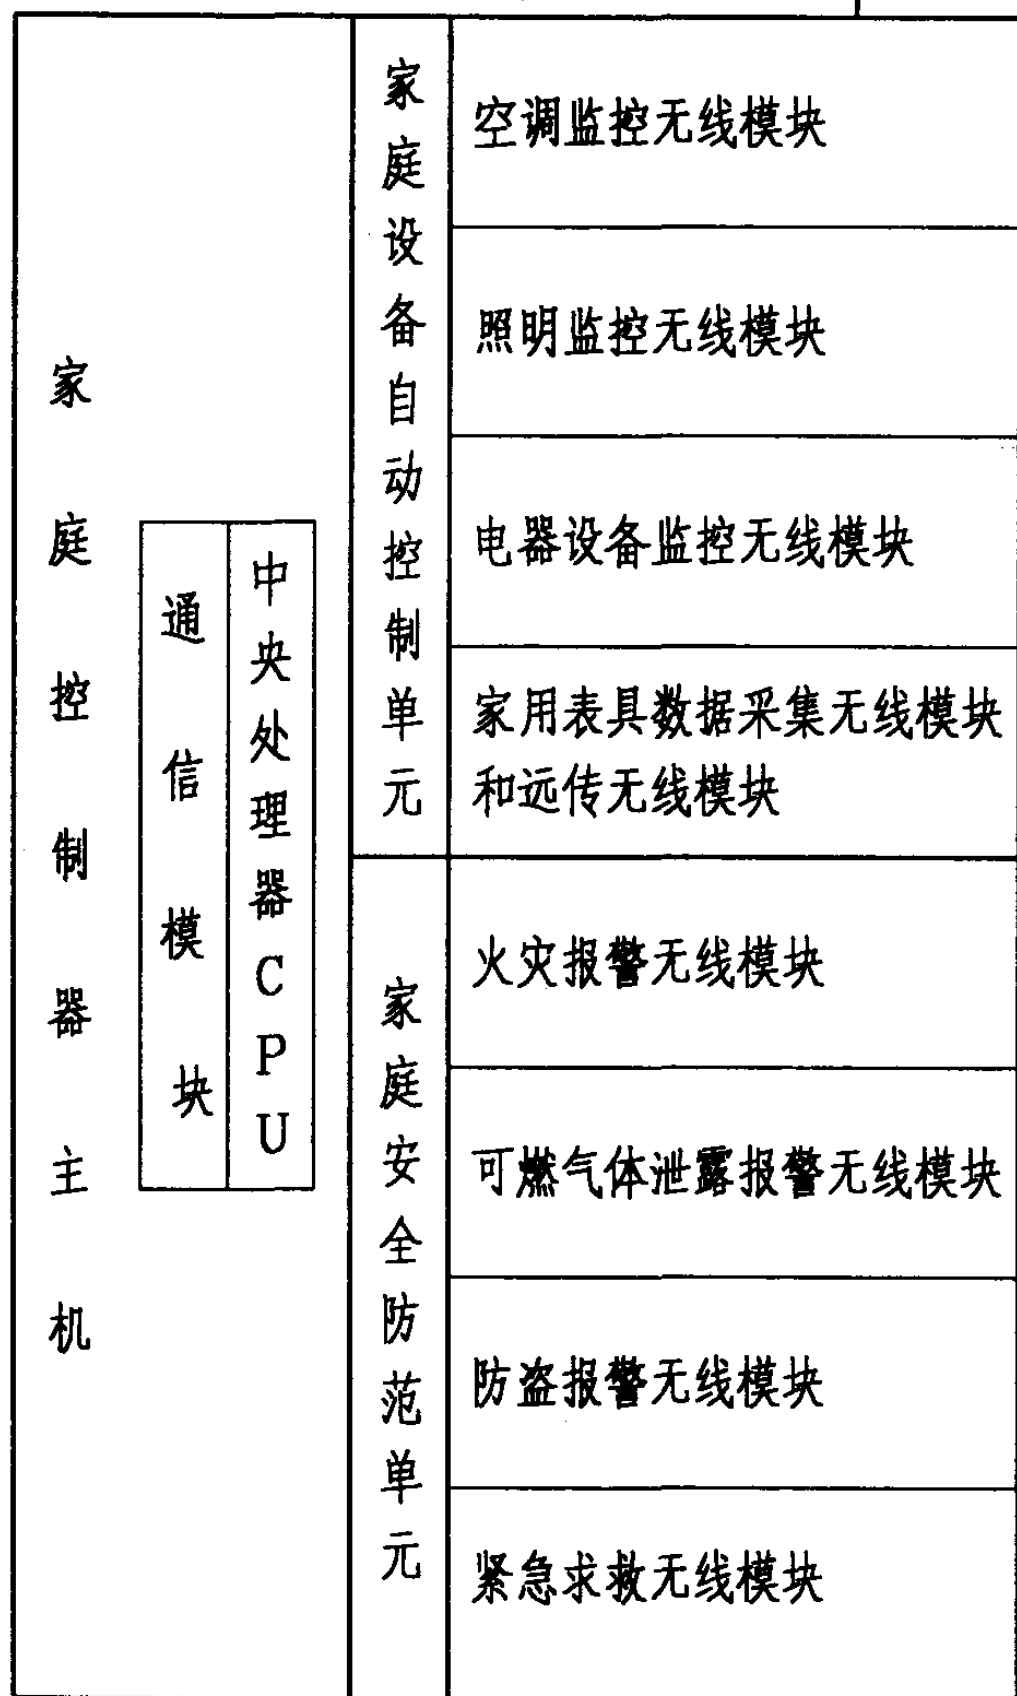 家庭控制器主机
通信模块
中央处理器CPU
家庭设备自动控制单元
空调监控无线模块
照明监控无线模块
电器设备监控无线模块
家用表具数据采集无线模块
和远传无线模块
家庭安全防范单元
火灾报警无线模块
可燃气体泄露报警无线模块
防盗报警无线模块
紧急求救无线模块